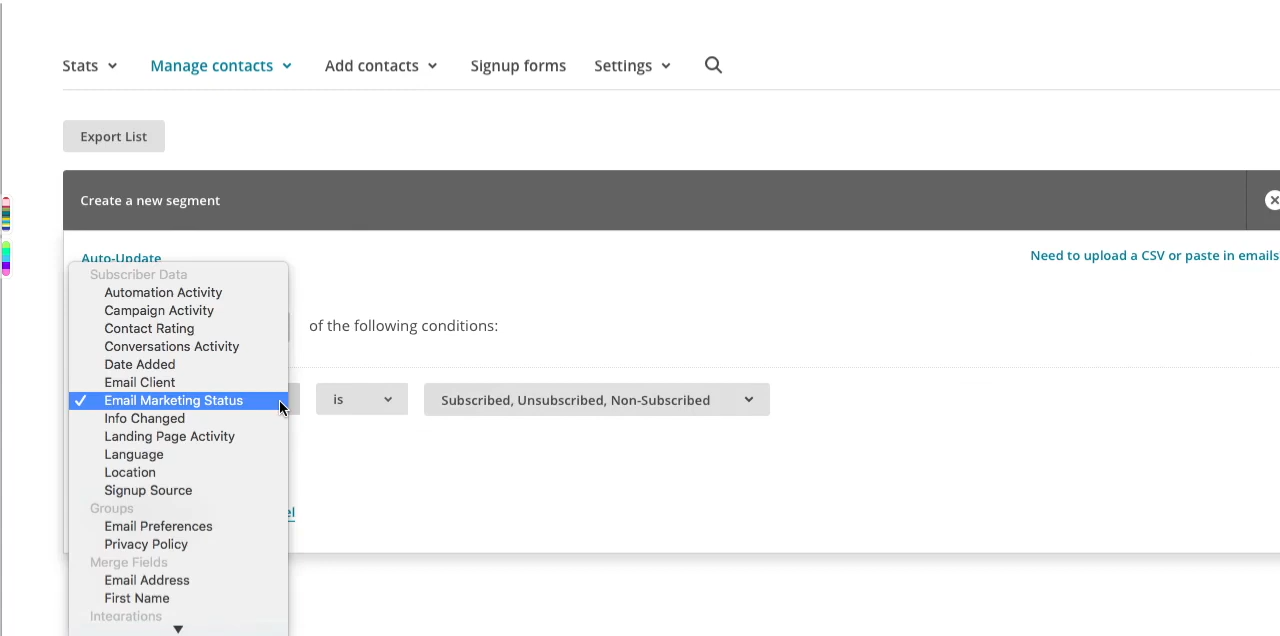 Stats
Manage contacts
Add contacts
Signup forms
Settings
Export List
Create a new segment
Auto-Update
Need to upload a CSV or paste in emails
Subscriber Data
Automation Activity
Campaign Activity
Contact Rating
of the following conditions:
Conversations Activity
Date Added
Email Client
Email Marketing Status
is
Subscribed, Unsubscribed, Non-Subscribed
Info Changed
Landing Page Activity
Language
Location
Signup Source
Groups
Email Preferences
Privacy Policy
Merge Fields
Email Address
First Name
Integrations